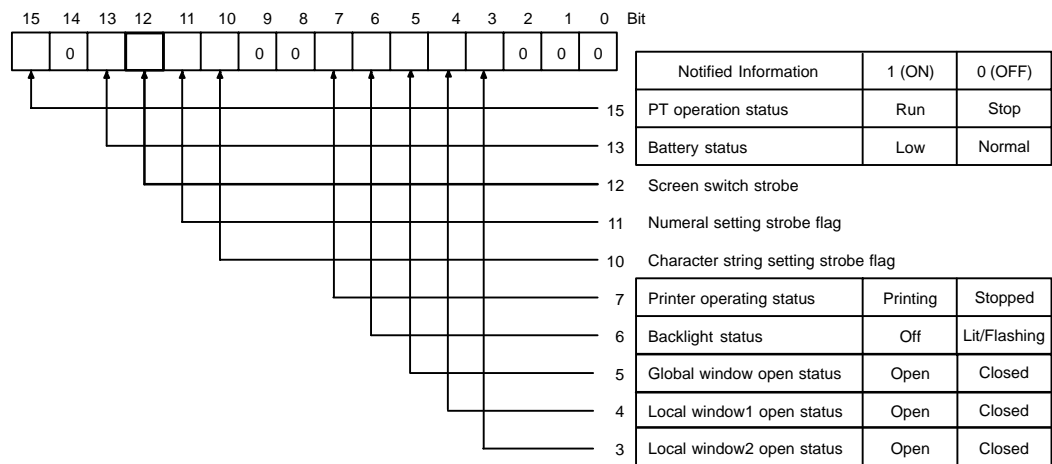 15 14 13 12 11 10 9 8 7 6 5 4 3 2 1 0 Bit
0 0 0 0 0 0
Notified Information 1 (ON) 0 (OFF)
15 PT operation status Run Stop
13 Battery status Low Normal
12 Screen switch strobe
11 Numeral setting strobe flag
10 Character string setting strobe flag
7 Printer operating status Printing Stopped
6 Backlight status Off Lit/Flashing
5 Global window open status Open Closed
4 Local window1 open status Open Closed
3 Local window2 open status Open Closed